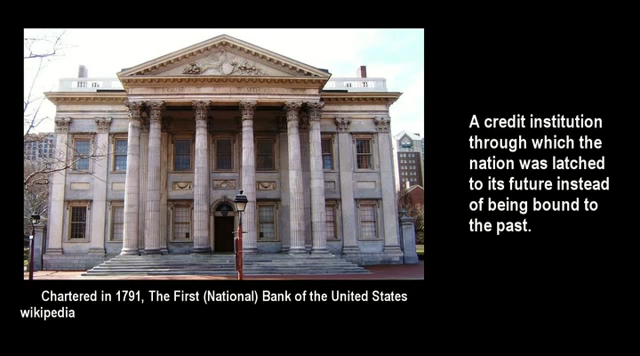 A credit institution
through which the
nation was latched
to its future instead
of being bound to
the past.
Chartered in 1791, The First (National) Bank of the United States
wikipedia